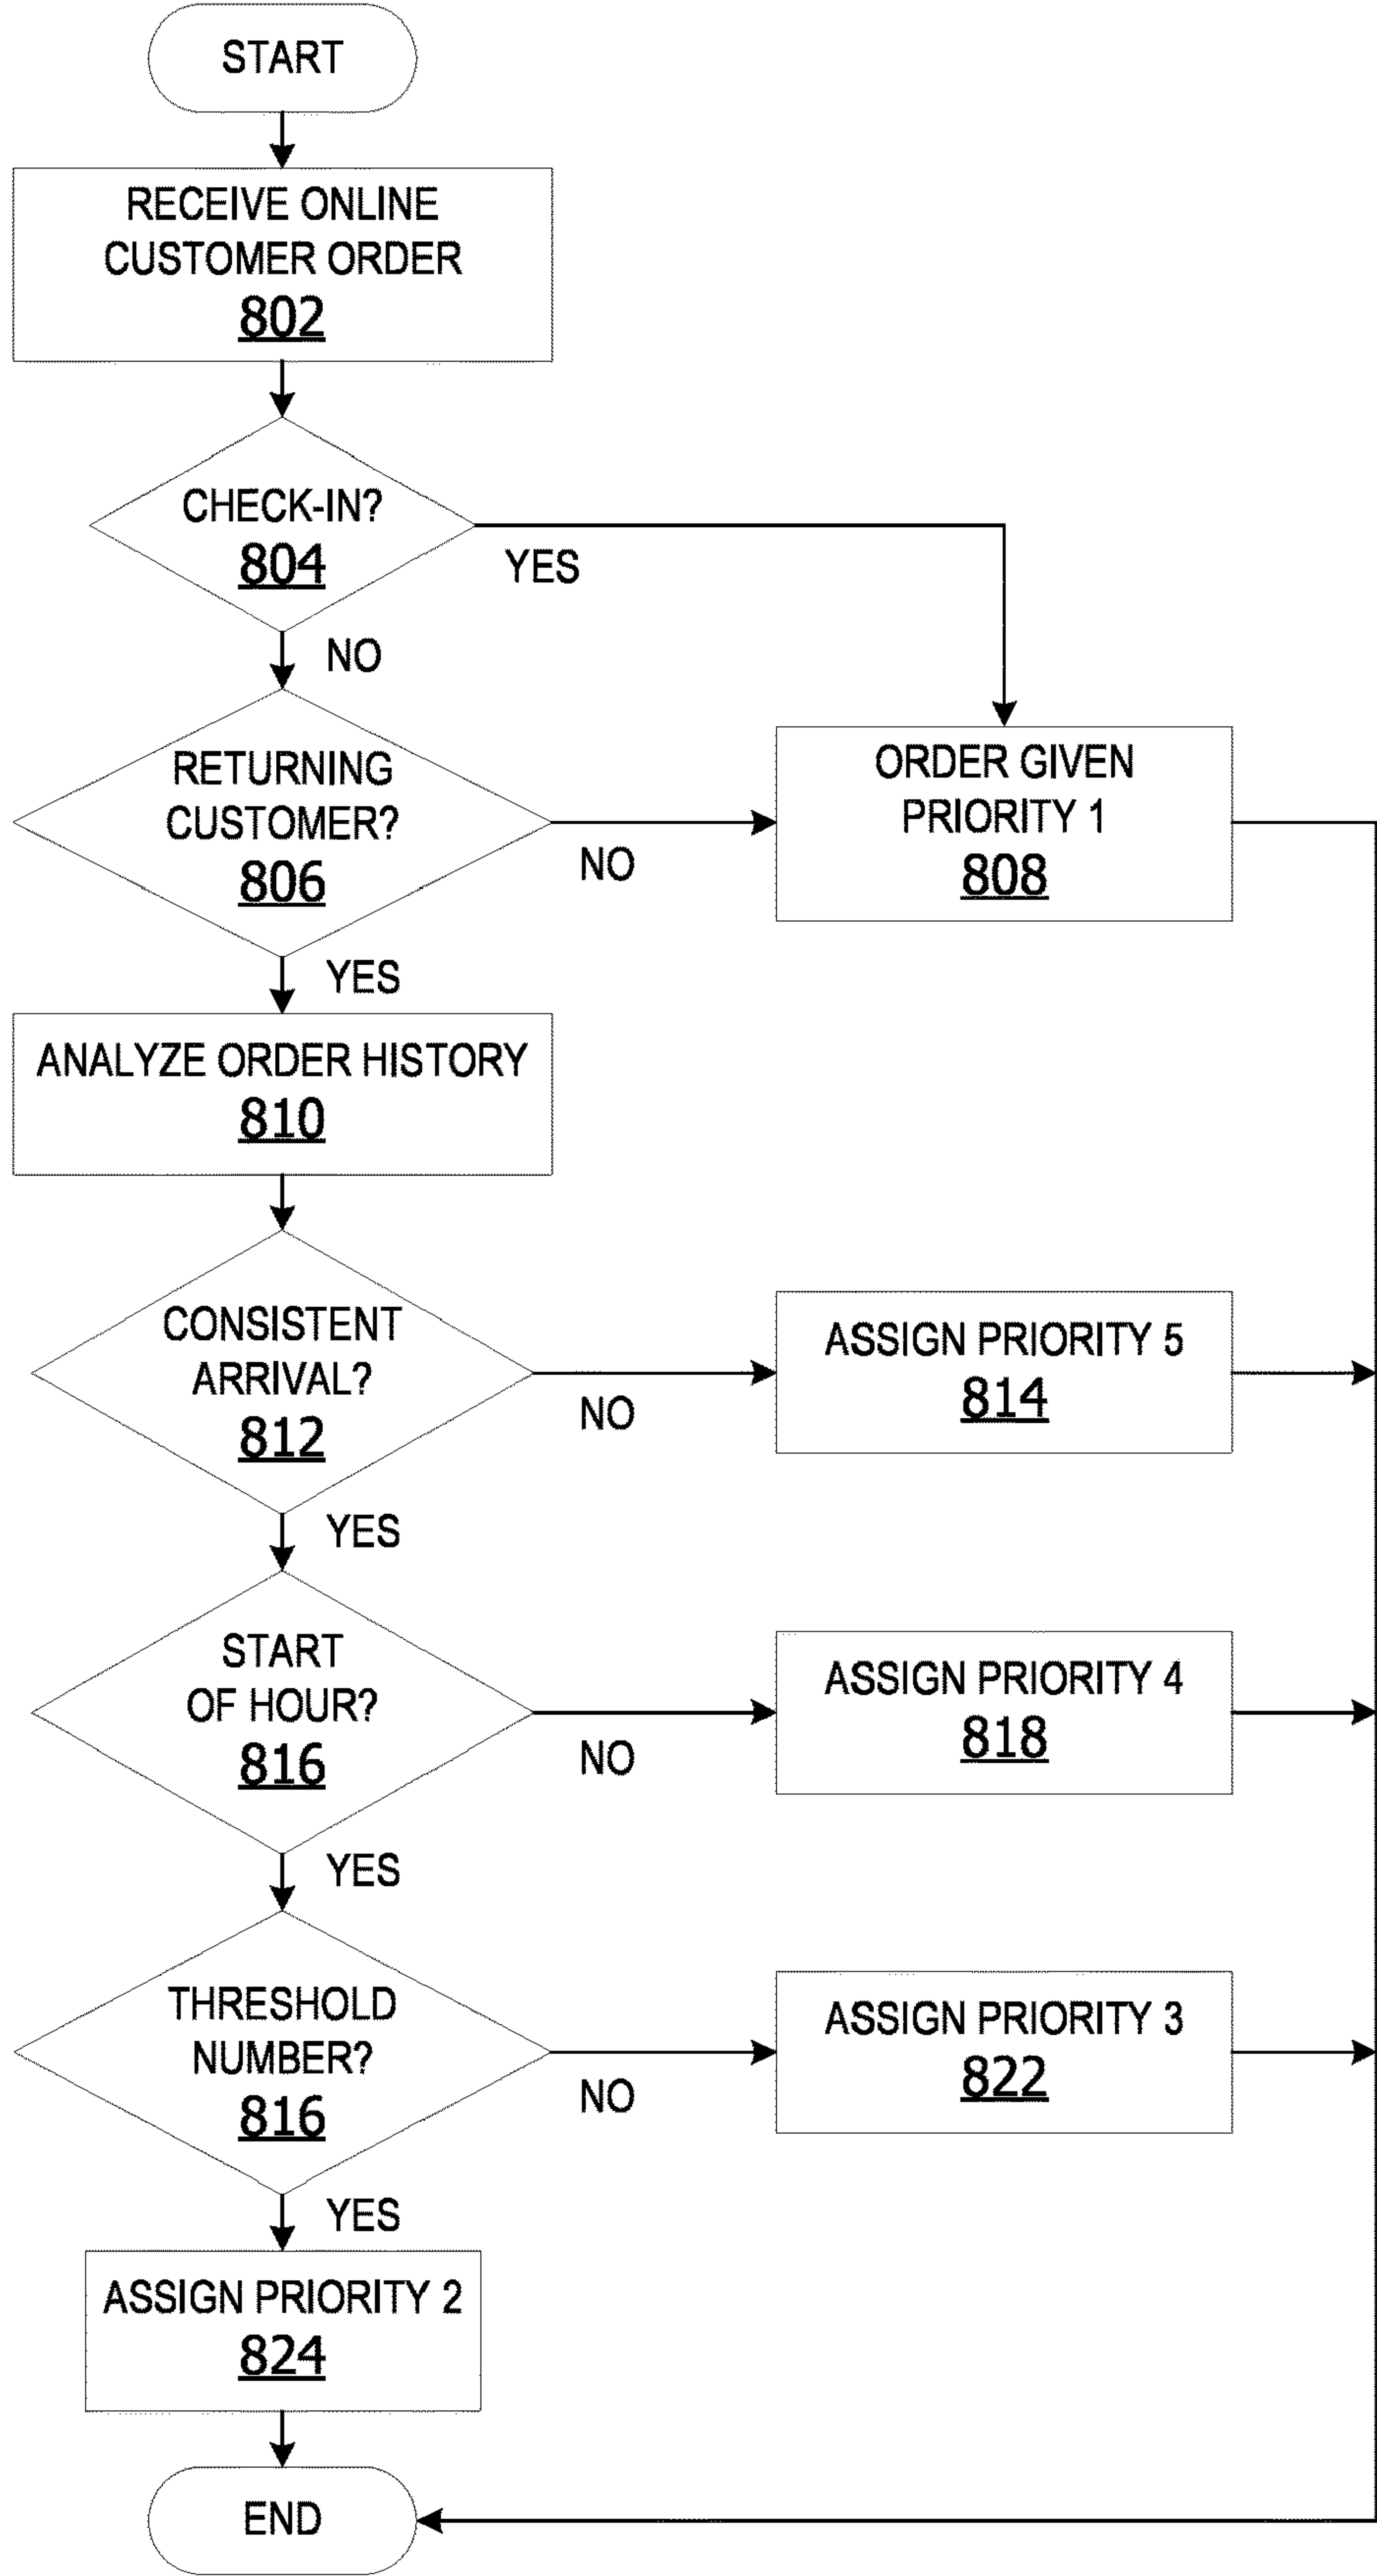 START
RECEIVE ONLINE
CUSTOMER ORDER
802
CHECK-IN?
804
YES
NO
RETURNING
CUSTOMER?
806
NO
ORDER GIVEN
PRIORITY 1
808
YES
ANALYZE ORDER HISTORY
810
CONSISTENT
ARRIVAL?
812
NO
ASSIGN PRIORITY 5
814
YES
START
OF HOUR?
816
NO
ASSIGN PRIORITY 4
818
YES
THRESHOLD
NUMBER?
816
NO
ASSIGN PRIORITY 3
822
YES
ASSIGN PRIORITY 2
824
END